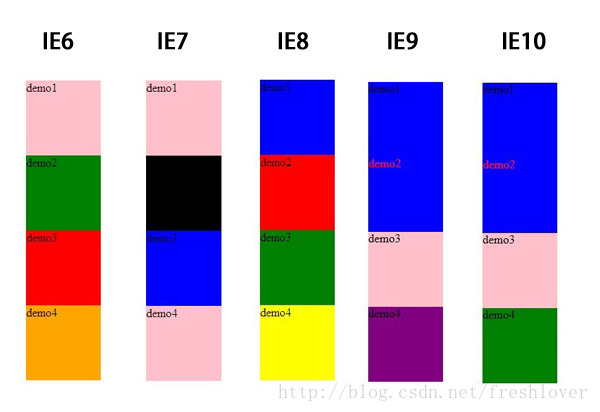 IE6 IE7 IE8 IE9 IE10
demo1 demo1 demo1 demo1 demo1
demo2 demo2 demo2 demo2
demo3 demo3 demo3 demo3 demo3
demo4 demo4 demo4 demo4 demo4
http://blog.csdn.net/freshlover